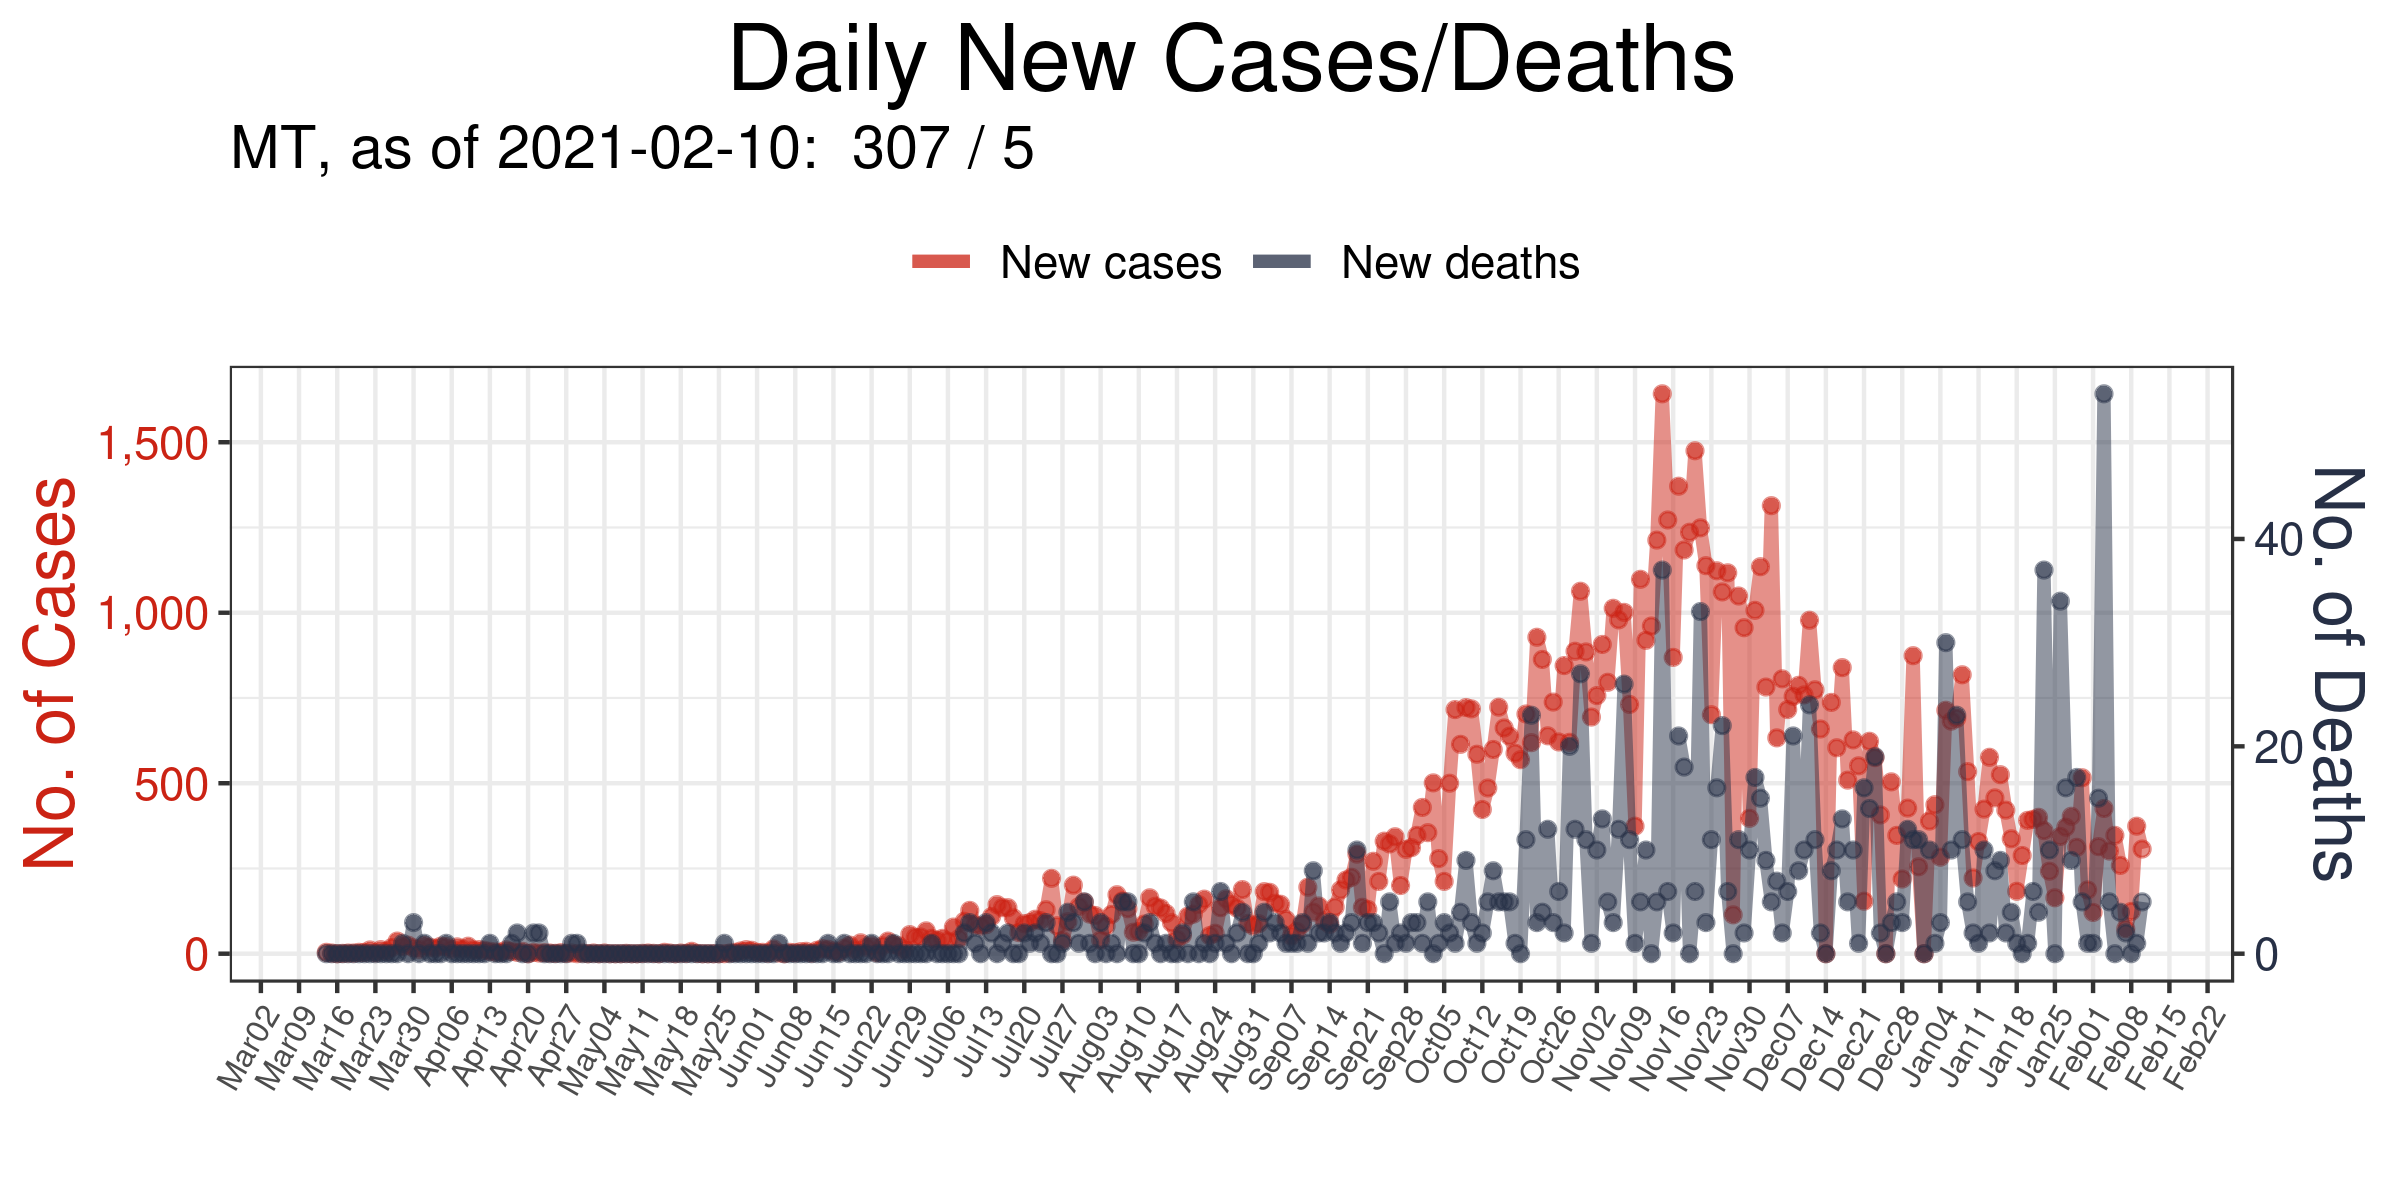 Daily New Cases/Deaths
MT, as of 2021-02-10:  307 / 5
New cases
New deaths
No. of Cases
1,500
1,000
500
0
40
20
0
No. of Deaths
Mar02
Mar09
Mar16
Mar23
Mar30
Apr06
Apr13
Apr20
Apr27
May04
May11
May18
May25
Jun01
Jun08
Jun15
Jun22
Jun29
Jul06
Jul13
Jul20
Jul27
Aug03
Aug10
Aug17
Aug24
Aug31
Sep07
Sep14
Sep21
Sep28
Oct05
Oct12
Oct19
Oct26
Nov02
Nov09
Nov16
Nov23
Nov30
Dec07
Dec14
Dec21
Dec28
Jan04
Jan11
Jan18
Jan25
Feb01
Feb08
Feb15
Feb22